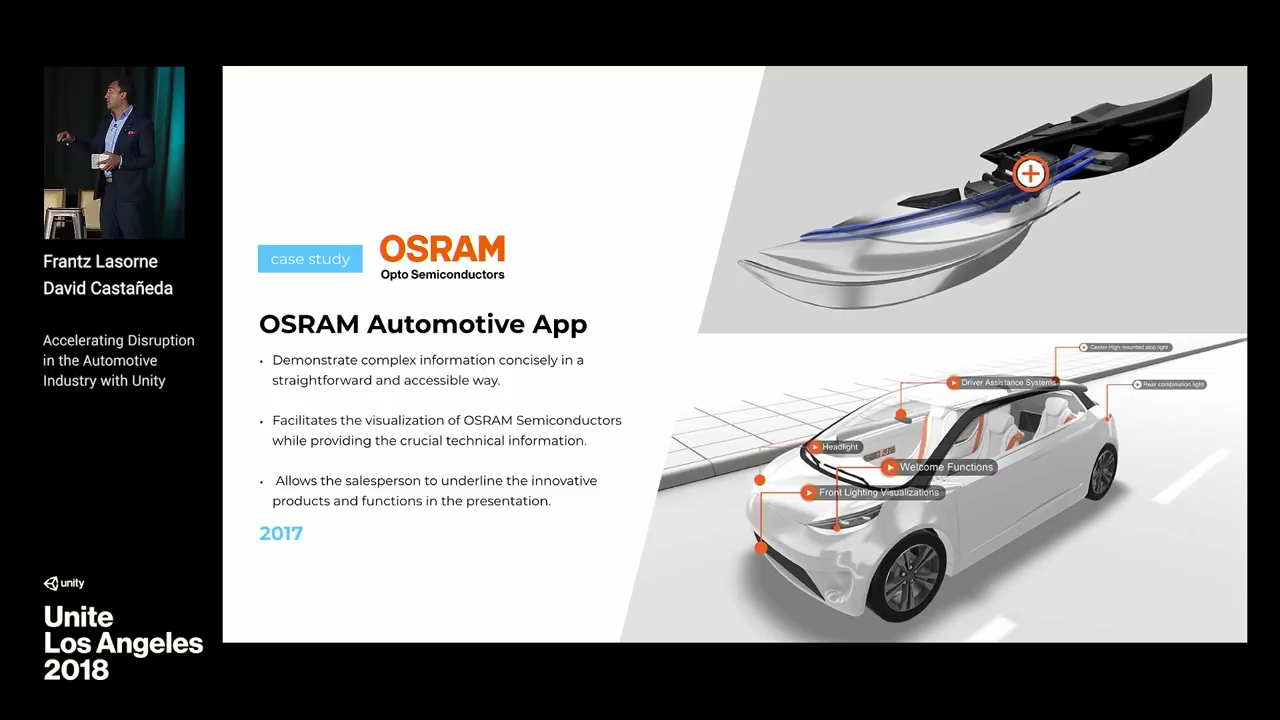 Frantz Lasorne
David Castañeda
Accelerating Disruption
in the Automotive
Industry with Unity
unity
Unite
Los Angeles
2018
case study
OSRAM
Opto Semiconductors
OSRAM Automotive App
• Demonstrate complex information concisely in a
straightforward and accessible way.
• Facilitates the visualization of OSRAM Semiconductors
while providing the crucial technical information.
• Allows the salesperson to underline the innovative
products and functions in the presentation.
2017
Center High mounted stop light
Driver Assistance Systems
Rear combination light
Headlight
Welcome Functions
Front Lighting Visualizations